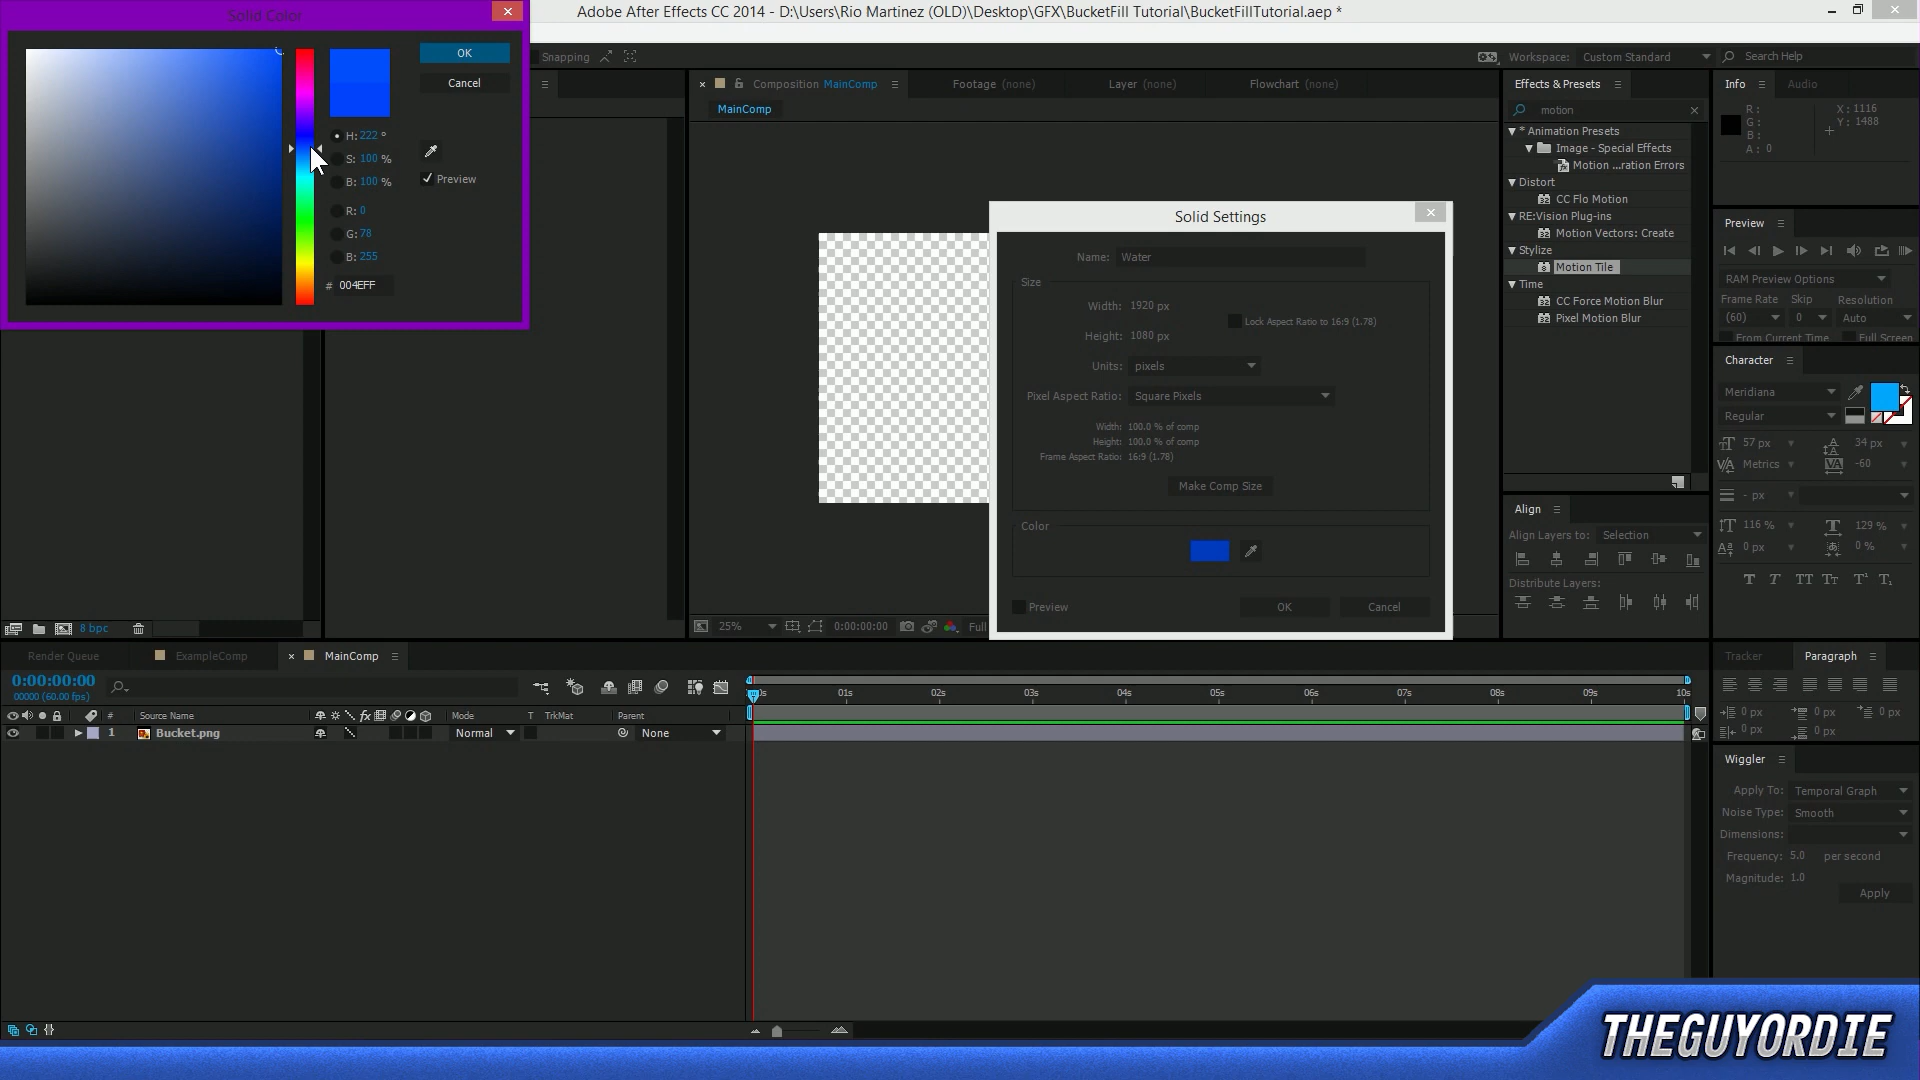 Solid Color
Adobe After Effects CC 2014 - D:\Users\Rio Martinez (OLD)\Desktop\GFX\BucketFill Tutorial\BucketFillTutorial.aep *
OK
Cancel
H: 222 °
S: 100 %
B: 100 %
Preview
R: 0
G: 78
B: 255
# 004EFF
Snapping
Workspace: Custom Standard
Search Help
Composition MainComp
Footage (none)
Layer (none)
Flowchart (none)
MainComp
Effects & Presets
motion
* Animation Presets
Image - Special Effects
Motion ...ration Errors
Distort
CC Flo Motion
RE:Vision Plug-ins
Motion Vectors: Create
Stylize
Motion Tile
Time
CC Force Motion Blur
Pixel Motion Blur
Info
Audio
R :
G :
B :
A : 0
X : 1116
Y : 1488
Preview
RAM Preview Options
Frame Rate Skip Resolution
(60) 0 Auto
From Current Time Full Screen
Character
Meridiana
Regular
57 px 34 px
Metrics -60
- px
116 % 129 %
0 px 0 %
Align
Align Layers to: Selection
Distribute Layers:
Solid Settings
Name: Water
Size
Width: 1920 px
Height: 1080 px
Lock Aspect Ratio to 16:9 (1.78)
Units: pixels
Pixel Aspect Ratio: Square Pixels
Width: 100.0 % of comp
Height: 100.0 % of comp
Frame Aspect Ratio: 16:9 (1.78)
Make Comp Size
Color
Preview
OK
Cancel
8 bpc
25%
0:00:00:00
Full
Render Queue
ExampleComp
MainComp
0:00:00:00
00000 (60.00 fps)
# Source Name Mode T TrkMat Parent
1 Bucket.png Normal None
01s 02s 03s 04s 05s 06s 07s 08s 09s 10s
Tracker
Paragraph
0 px 0 px 0 px
0 px 0 px
Wiggler
Apply To: Temporal Graph
Noise Type: Smooth
Dimensions:
Frequency: 5.0 per second
Magnitude: 1.0
Apply
THEGUYORDIE